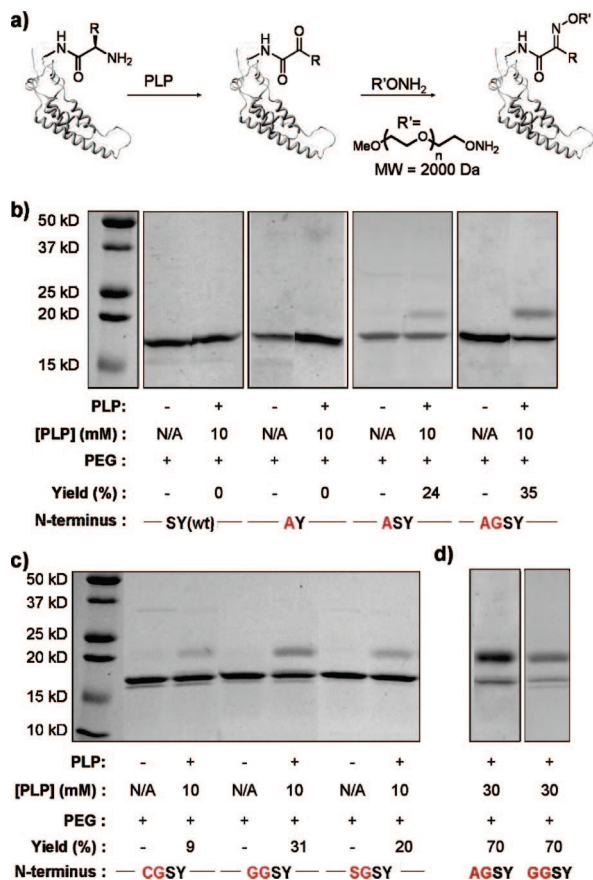 a)
R
H
N
NH2
O
PLP
H
N
O
R
O
R'ONH2
R'=
MeO
O
n
ONH2
MW = 2000 Da
OR'
H
N
N
O
R
b)
50 kD
37 kD
25 kD
20 kD
15 kD
PLP: - + - + - + - +
[PLP] (mM) : N/A 10 N/A 10 N/A 10 N/A 10
PEG : + + + + + + + +
Yield (%) : - 0 - 0 - 24 - 35
N-terminus : SY(wt) AY ASY AGSY
c)
d)
50 kD
37 kD
25 kD
20 kD
15 kD
10 kD
PLP: - + - + - + + +
[PLP] (mM) : N/A 10 N/A 10 N/A 10 30 30
PEG : + + + + + + + +
Yield (%) : - 9 - 31 - 20 70 70
N-terminus : CGSY GGSY SGSY AGSY GGSY